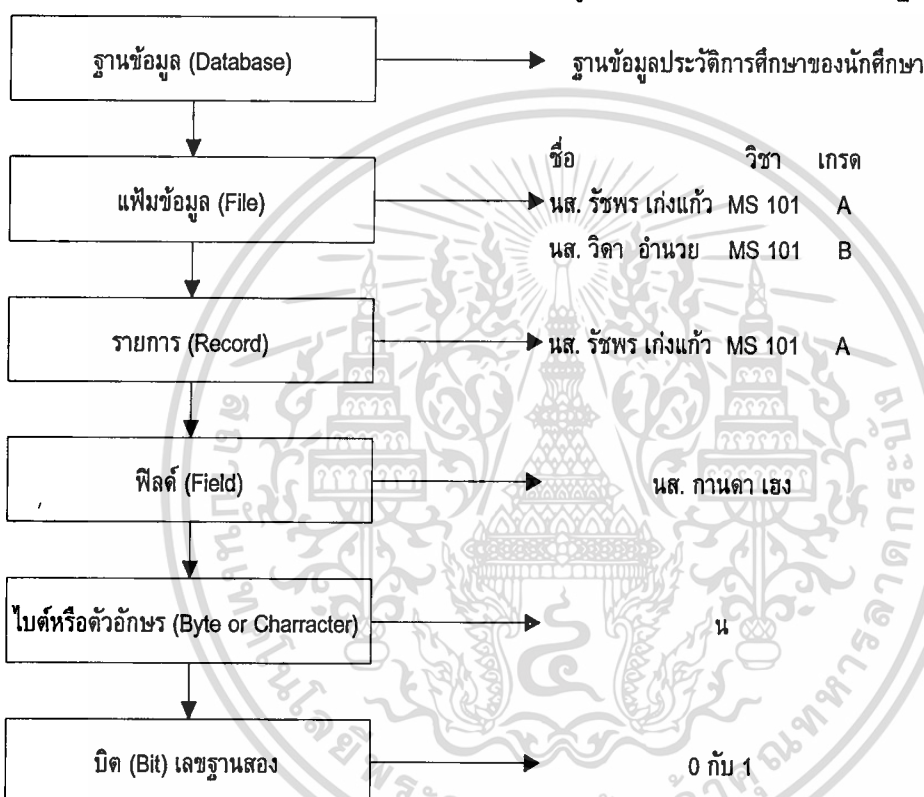 ฐานข้อมูล (Database)
ฐานข้อมูลประวัติการศึกษาของนักศึกษา
ชื่อ วิชา เกรด
แฟ้มข้อมูล (File)
นส. รัชพร เก่งแก้ว MS 101 A
นส. วิดา อำนวย MS 101 B
รายการ (Record)
นส. รัชพร เก่งแก้ว MS 101 A
ฟิลด์ (Field)
นส. กานดา เฮง
ไบต์หรือตัวอักษร (Byte or Charracter)
น
บิต (Bit) เลขฐานสอง
0 กับ 1